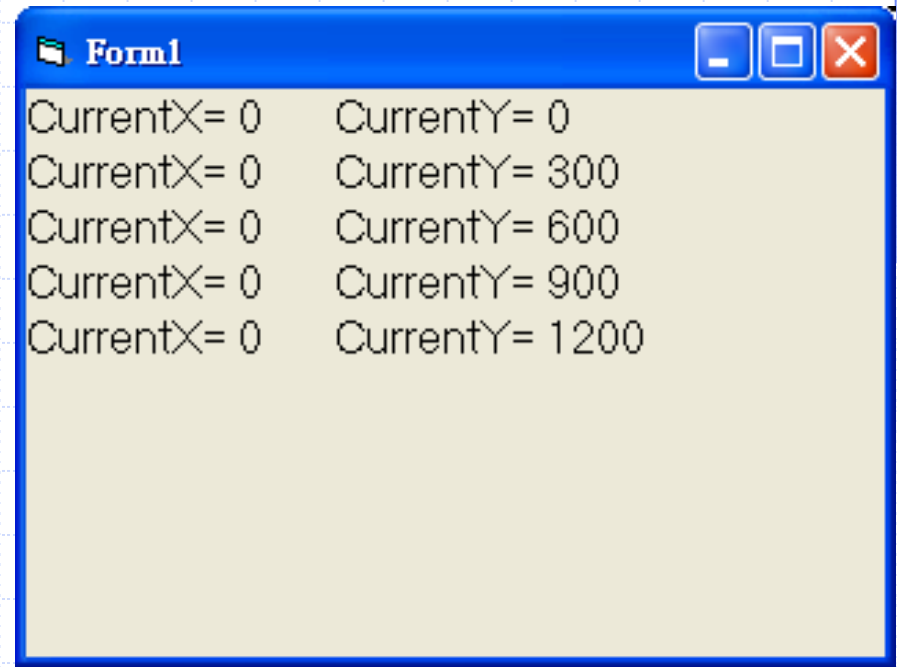 Form1
CurrentX= 0 CurrentY= 0
CurrentX= 0 CurrentY= 300
CurrentX= 0 CurrentY= 600
CurrentX= 0 CurrentY= 900
CurrentX= 0 CurrentY= 1200